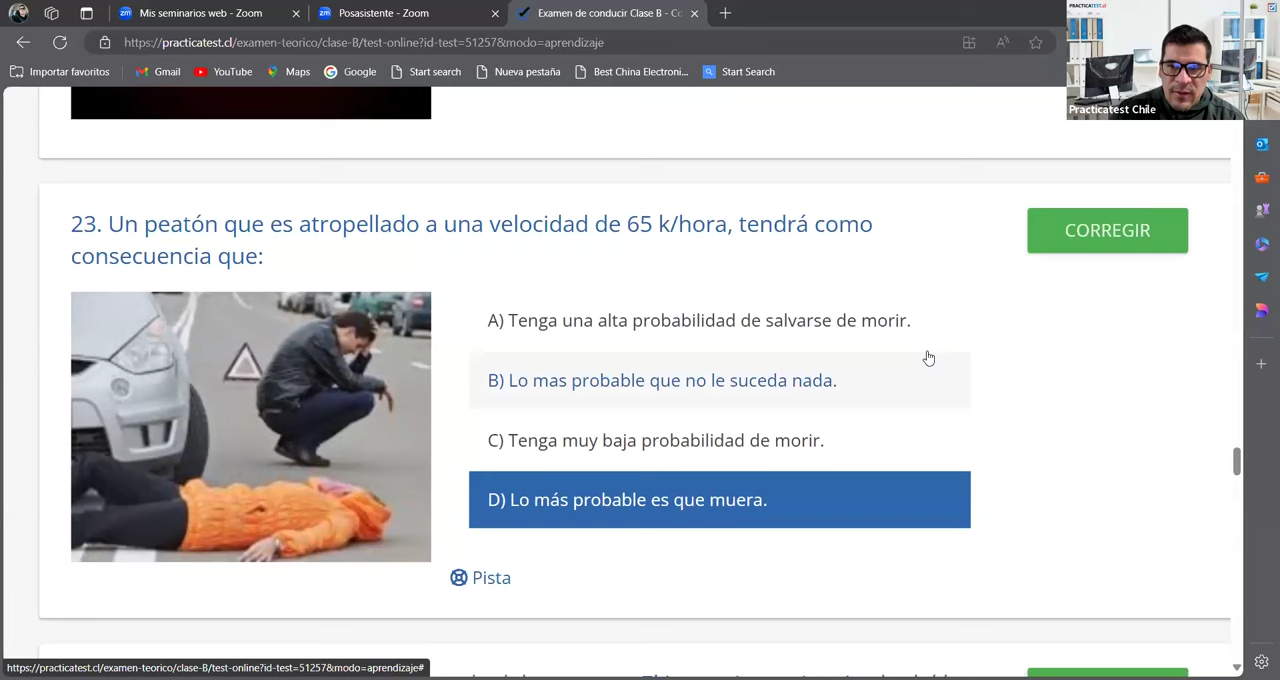 Mis seminarios web - Zoom
Posasistente - Zoom
Examen de conducir Clase B - Co
https://practicatest.cl/examen-teorico/clase-B/test-online?id-test=51257&modo=aprendizaje
Importar favoritos
Gmail
YouTube
Maps
Google
Start search
Nueva pestaña
Best China Electroni...
Start Search
PRACTICATEST.cl
Practicatest Chile
23. Un peatón que es atropellado a una velocidad de 65 k/hora, tendrá como
consecuencia que:
CORREGIR
A) Tenga una alta probabilidad de salvarse de morir.
B) Lo mas probable que no le suceda nada.
C) Tenga muy baja probabilidad de morir.
D) Lo más probable es que muera.
Pista
https://practicatest.cl/examen-teorico/clase-B/test-online?id-test=51257&modo=aprendizaje#